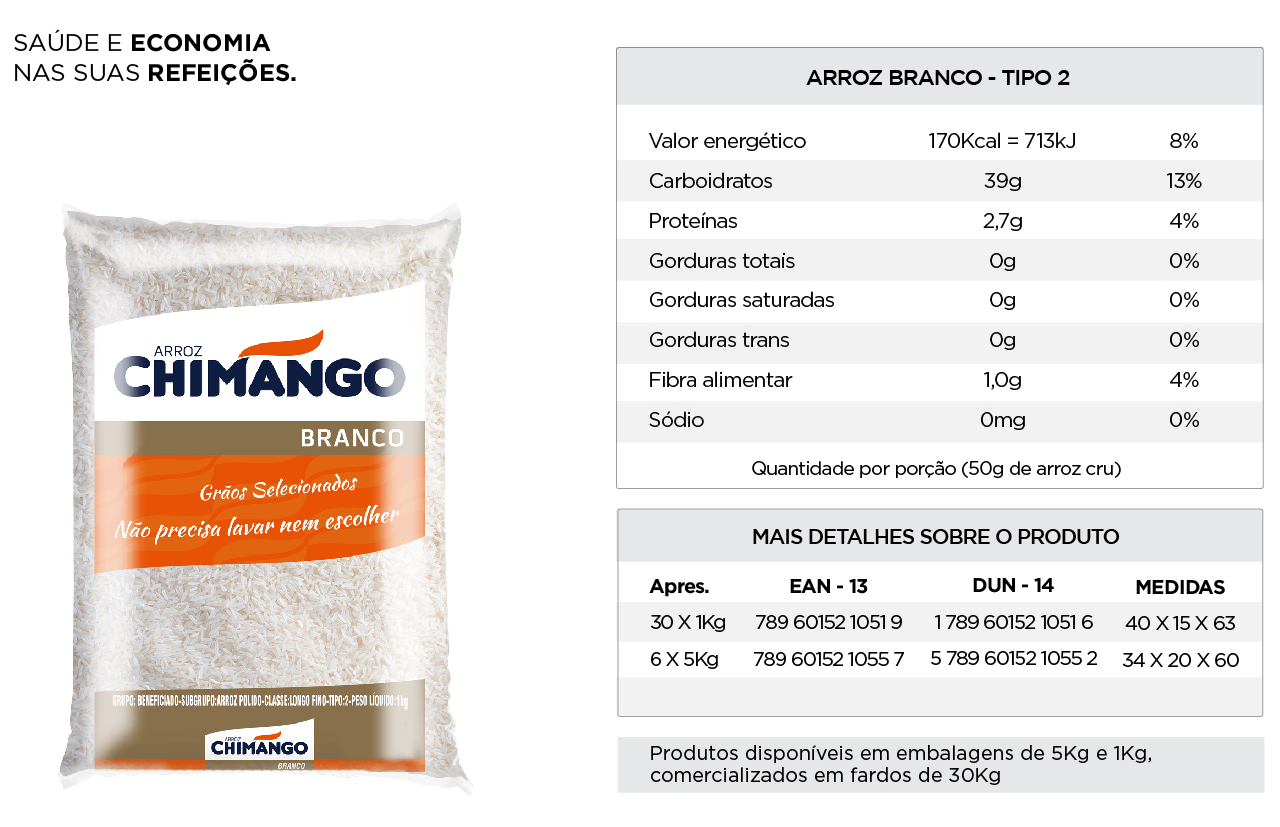 SAÚDE E ECONOMIA
NAS SUAS REFEIÇÕES.
ARROZ
CHIMANGO
BRANCO
Grãos Selecionados
Não precisa lavar nem escolher
GRUPO: BENEFICIADO-SUBGRUPO:ARROZ POLIDO-CLASSE:LONGO FINO-TIPO:2-PESO LÍQUIDO:1kg
ARROZ
CHIMANGO
BRANCO
ARROZ BRANCO - TIPO 2
Valor energético 170Kcal = 713kJ 8%
Carboidratos 39g 13%
Proteínas 2,7g 4%
Gorduras totais 0g 0%
Gorduras saturadas 0g 0%
Gorduras trans 0g 0%
Fibra alimentar 1,0g 4%
Sódio 0mg 0%
Quantidade por porção (50g de arroz cru)
MAIS DETALHES SOBRE O PRODUTO
Apres. EAN - 13 DUN - 14 MEDIDAS
30 X 1Kg 789 60152 1051 9 1 789 60152 1051 6 40 X 15 X 63
6 X 5Kg 789 60152 1055 7 5 789 60152 1055 2 34 X 20 X 60
Produtos disponíveis em embalagens de 5Kg e 1Kg,
comercializados em fardos de 30Kg